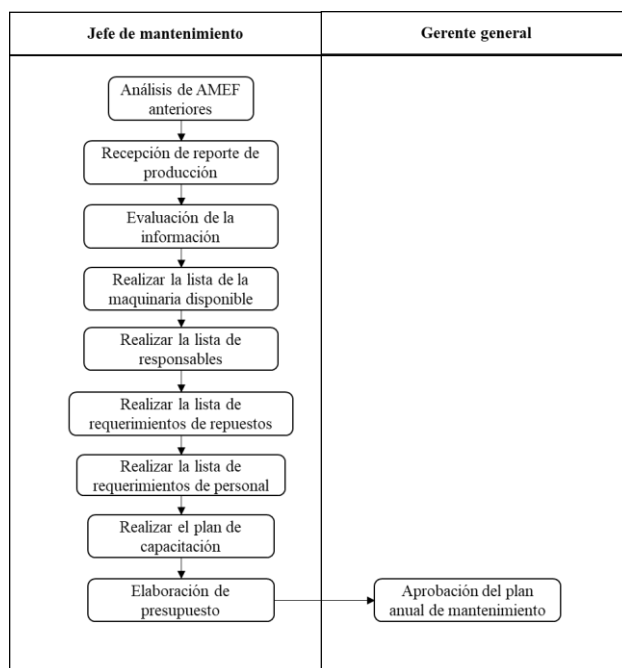 Jefe de mantenimiento
Gerente general
Análisis de AMEF
anteriores
Recepción de reporte de
producción
Evaluación de la
información
Realizar la lista de la
maquinaria disponible
Realizar la lista de
responsables
Realizar la lista de
requerimientos de repuestos
Realizar la lista de
requerimientos de personal
Realizar el plan de
capacitación
Elaboración de
presupuesto
Aprobación del plan
anual de mantenimiento